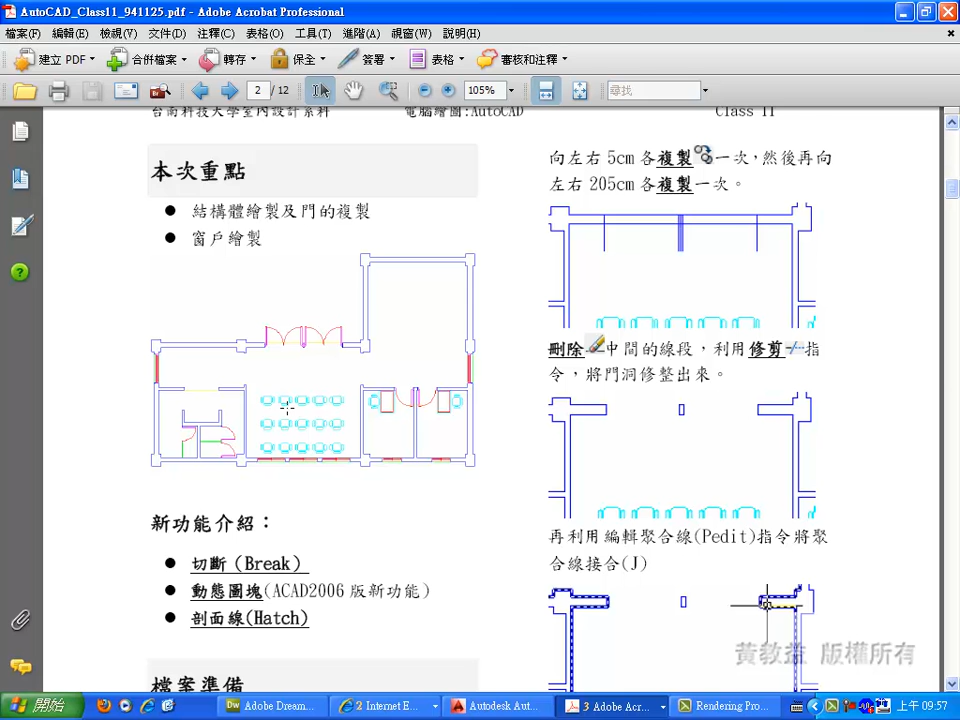 AutoCAD_Class11_941125.pdf - Adobe Acrobat Professional
檔案(F) 編輯(E) 檢視(V) 文件(D) 注釋(C) 表格(O) 工具(T) 進階(A) 視窗(W) 說明(H)
建立 PDF 合併檔案 轉存 保全 簽署 表格 審核和注釋
2 / 12 105% 尋找
台南科技大學室內設計系科 電腦繪圖:AutoCAD Class 11
本次重點
結構體繪製及門的複製
窗戶繪製
新功能介紹：
切斷（Break）
動態圖塊(ACAD2006 版新功能)
剖面線(Hatch)
檔案準備
向左右 5cm 各複製一次，然後再向
左右 205cm 各複製一次。
刪除中間的線段，利用修剪指
令，將門洞修整出來。
再利用編輯聚合線(Pedit)指令將聚
合線接合(J)
黃教益 版權所有
開始 Adobe Dream... 2 Internet E... Autodesk Aut... 3 Adobe Acr... Rendering Pro... 上午 09:57